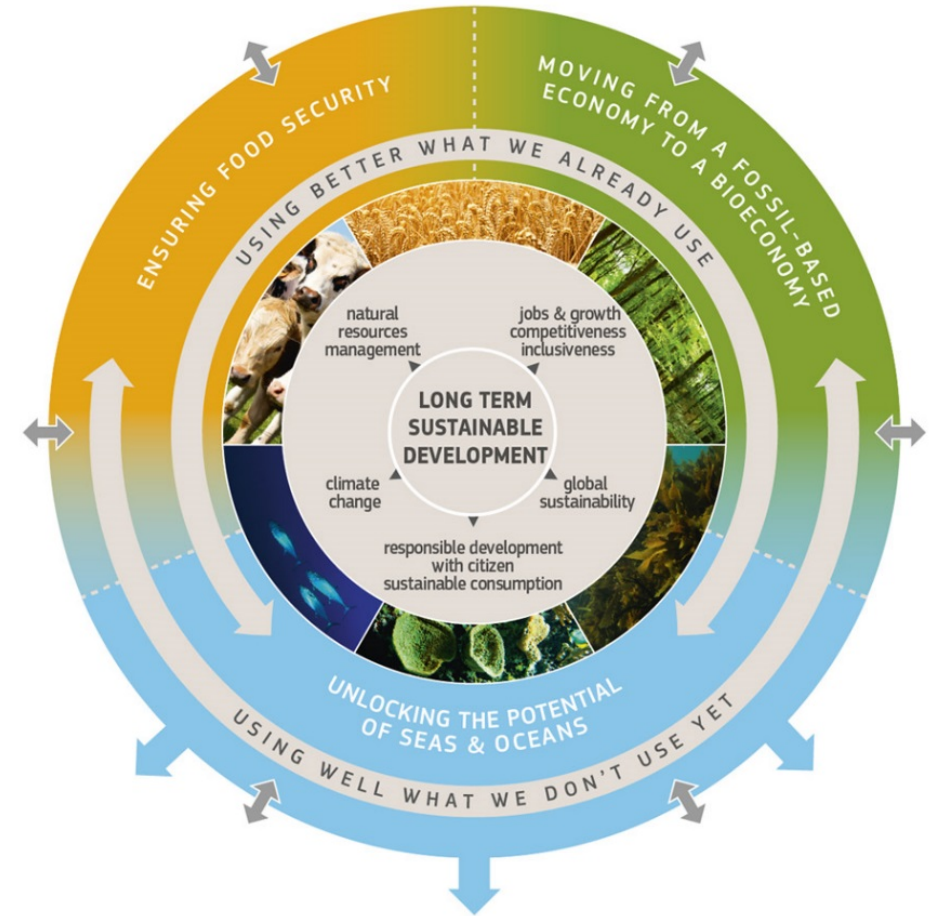 ENSURING FOOD SECURITY
MOVING FROM A FOSSIL-BASED
ECONOMY TO A BIOECONOMY
USING BETTER WHAT WE ALREADY USE
natural
resources
management
jobs & growth
competitiveness
inclusiveness
LONG TERM
SUSTAINABLE
DEVELOPMENT
climate
change
global
sustainability
responsible development
with citizen
sustainable consumption
UNLOCKING THE POTENTIAL
OF SEAS & OCEANS
USING WELL WHAT WE DON'T USE YET